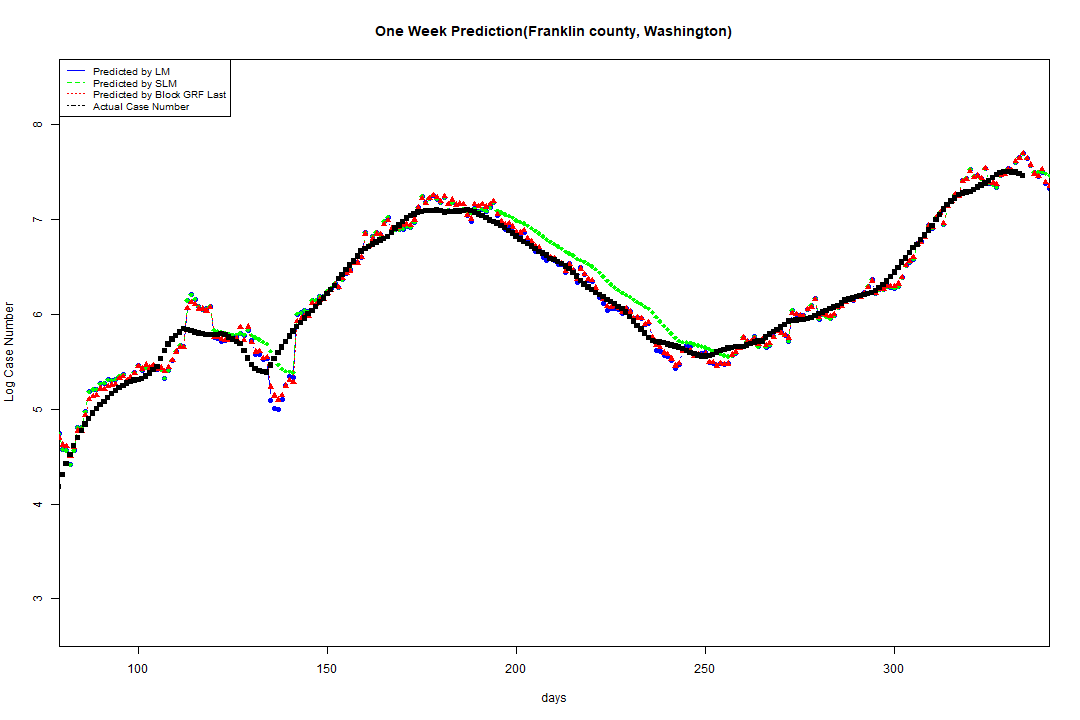 One Week Prediction(Franklin county, Washington)
Predicted by LM
Predicted by SLM
Predicted by Block GRF Last
Actual Case Number
8
7
6
5
4
3
Log Case Number
100 150 200 250 300
days